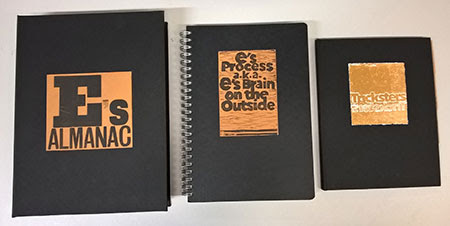 E's
ALMANAC
e's
Process
a.k.a.
e's Brain
on the
Outside
Tricksters